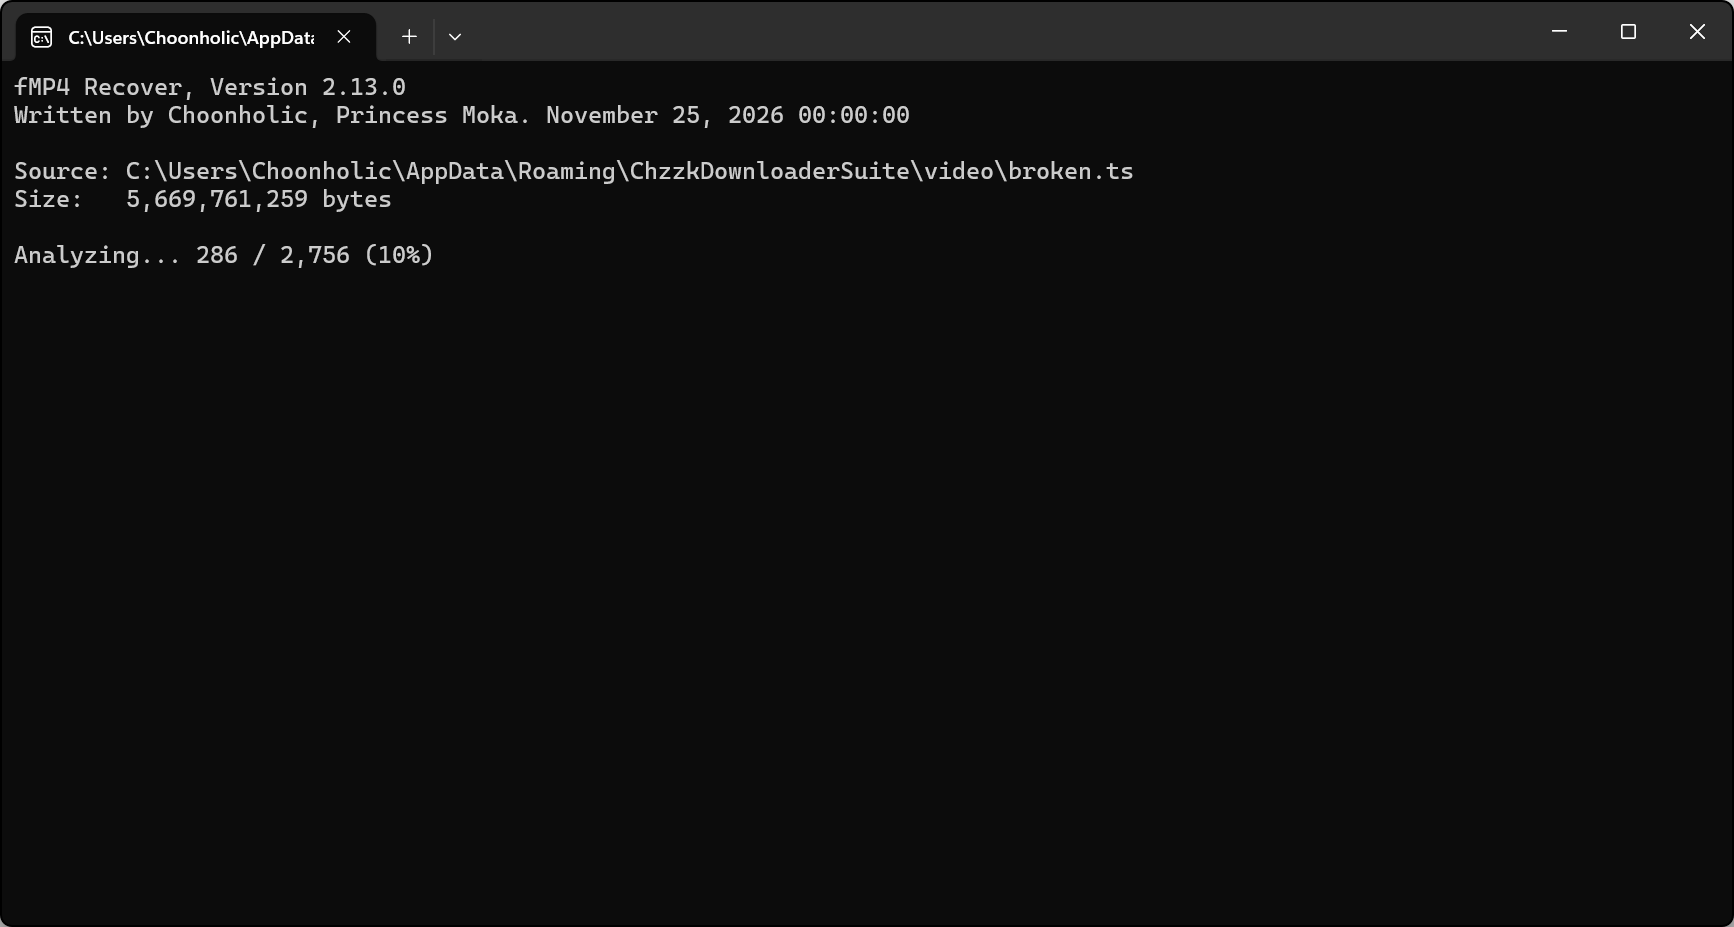 C:\Users\Choonholic\AppData
fMP4 Recover, Version 2.13.0
Written by Choonholic, Princess Moka. November 25, 2026 00:00:00
Source: C:\Users\Choonholic\AppData\Roaming\ChzzkDownloaderSuite\video\broken.ts
Size:   5,669,761,259 bytes
Analyzing... 286 / 2,756 (10%)